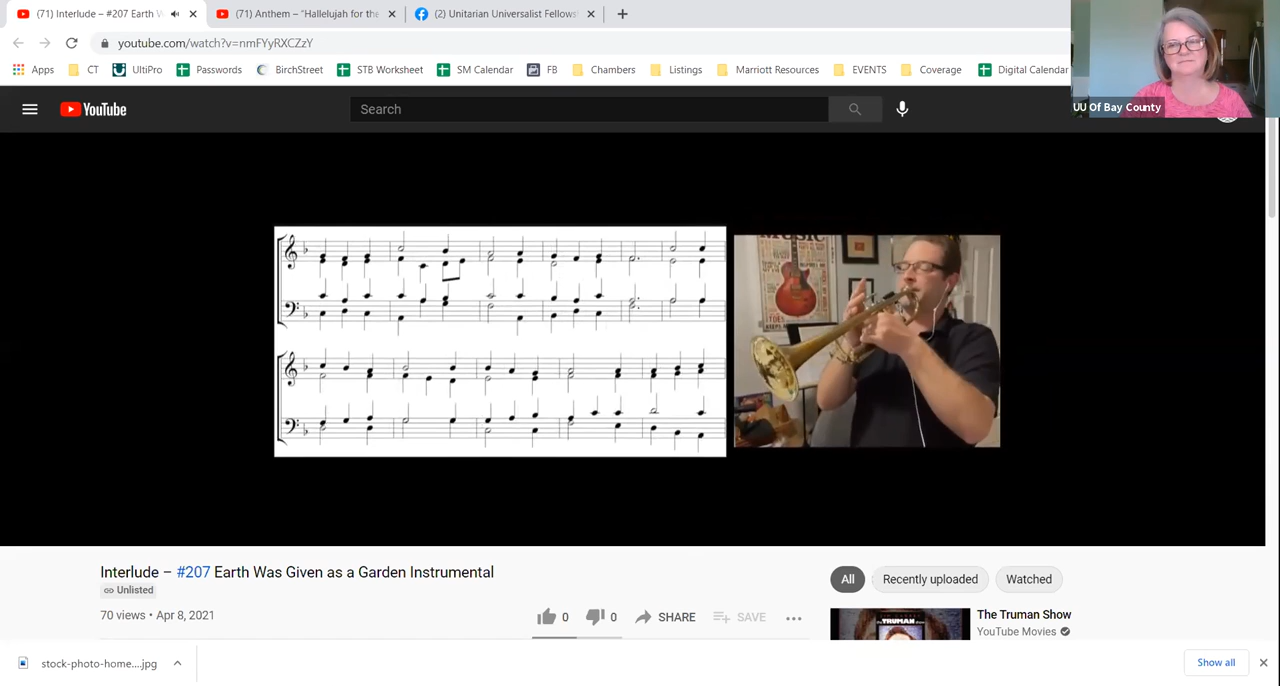 (71) Interlude – #207 Earth W
(71) Anthem – "Hallelujah for the
(2) Unitarian Universalist Fellows
youtube.com/watch?v=nmFYyRXCZzY
Apps CT UltiPro Passwords BirchStreet STB Worksheet SM Calendar FB Chambers Listings Marriott Resources EVENTS Coverage Digital Calendar
UU Of Bay County
YouTube
Search
MUSIC
Interlude – #207 Earth Was Given as a Garden Instrumental
Unlisted
70 views • Apr 8, 2021
0 0 SHARE SAVE
All Recently uploaded Watched
TRUMAN
The Truman Show
YouTube Movies
stock-photo-home....jpg
Show all